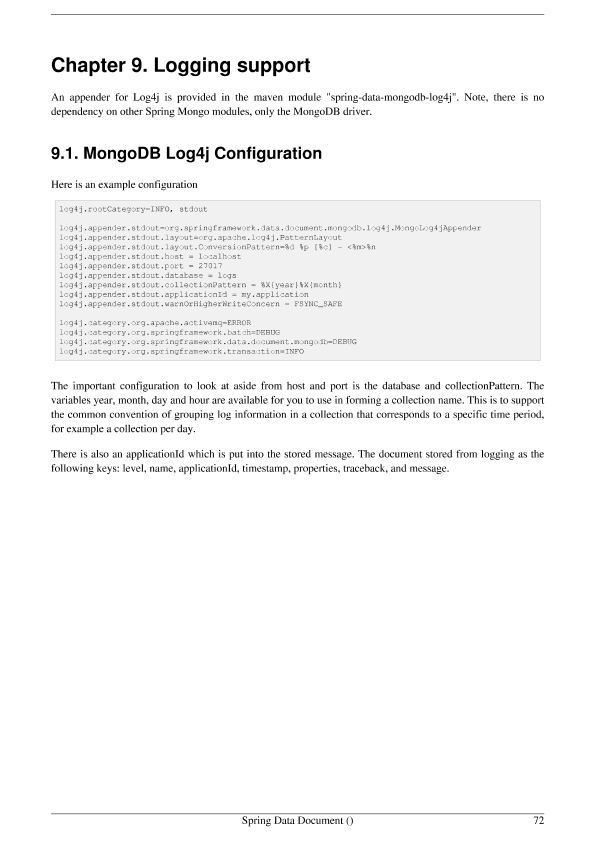 Chapter 9. Logging support
An appender for Log4j is provided in the maven module "spring-data-mongodb-log4j". Note, there is no
dependency on other Spring Mongo modules, only the MongoDB driver.
9.1. MongoDB Log4j Configuration
Here is an example configuration
log4j.rootCategory=INFO, stdout
log4j.appender.stdout=org.springframework.data.document.mongodb.log4j.MongoLog4jAppender
log4j.appender.stdout.layout=org.apache.log4j.PatternLayout
log4j.appender.stdout.layout.ConversionPattern=%d %p [%c] - <%m>%n
log4j.appender.stdout.host = localhost
log4j.appender.stdout.port = 27017
log4j.appender.stdout.database = logs
log4j.appender.stdout.collectionPattern = %X{year}%X{month}
log4j.appender.stdout.applicationId = my.application
log4j.appender.stdout.warnOrHigherWriteConcern = FSYNC_SAFE
log4j.category.org.apache.activemq=ERROR
log4j.category.org.springframework.batch=DEBUG
log4j.category.org.springframework.data.document.mongodb=DEBUG
log4j.category.org.springframework.transaction=INFO
The important configuration to look at aside from host and port is the database and collectionPattern. The
variables year, month, day and hour are available for you to use in forming a collection name. This is to support
the common convention of grouping log information in a collection that corresponds to a specific time period,
for example a collection per day.
There is also an applicationId which is put into the stored message. The document stored from logging as the
following keys: level, name, applicationId, timestamp, properties, traceback, and message.
Spring Data Document () 72